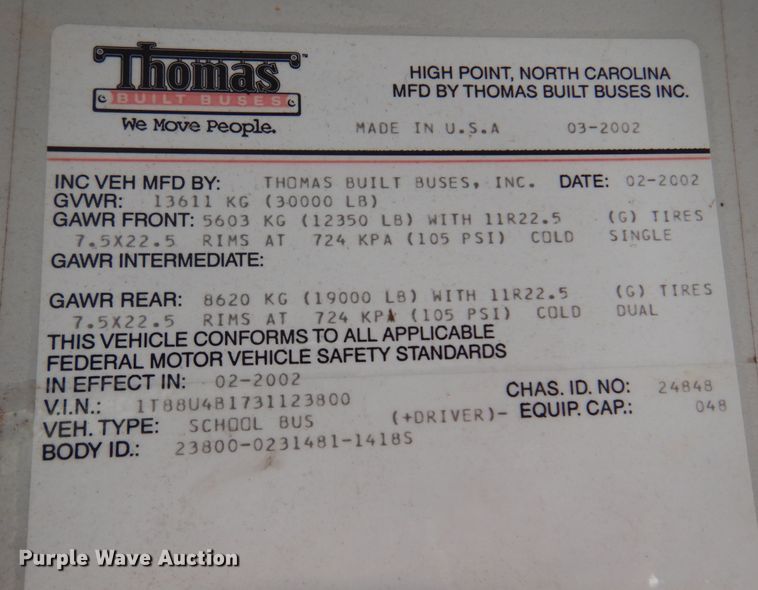 Thomas ™
BUILT BUSES
We Move People.
HIGH POINT, NORTH CAROLINA
MFD BY THOMAS BUILT BUSES INC.
MADE IN U.S.A 03-2002
INC VEH MFD BY: THOMAS BUILT BUSES, INC. DATE: 02-2002
GVWR: 13611 KG (30000 LB)
GAWR FRONT: 5603 KG (12350 LB) WITH 11R22.5 (G) TIRES
7.5X22.5 RIMS AT 724 KPA (105 PSI) COLD SINGLE
GAWR INTERMEDIATE:
GAWR REAR: 8620 KG (19000 LB) WITH 11R22.5 (G) TIRES
7.5X22.5 RIMS AT 724 KPA (105 PSI) COLD DUAL
THIS VEHICLE CONFORMS TO ALL APPLICABLE
FEDERAL MOTOR VEHICLE SAFETY STANDARDS
IN EFFECT IN: 02-2002
V.I.N.: 1T88U4B1731123800 CHAS. ID. NO: 24848
VEH. TYPE: SCHOOL BUS (+DRIVER)- EQUIP. CAP.: 048
BODY ID.: 23800-0231481-1418S
Purple Wave Auction